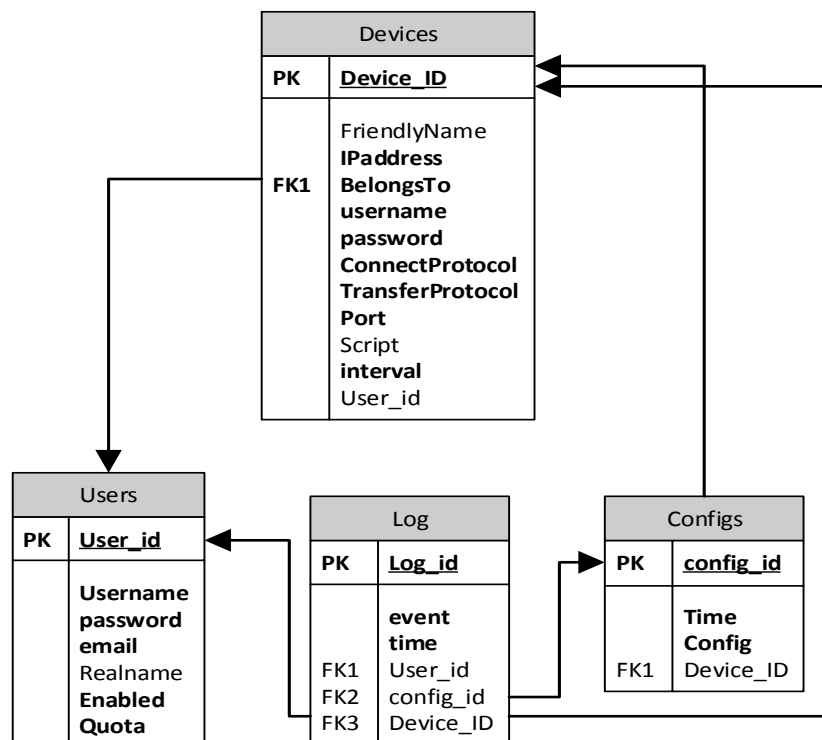 Devices
PK Device_ID
FriendlyName
IPaddress
FK1 BelongsTo
username
password
ConnectProtocol
TransferProtocol
Port
Script
interval
User_id
Users
PK User_id
Username
password
email
Realname
Enabled
Quota
Log
PK Log_id
event
time
FK1 User_id
FK2 config_id
FK3 Device_ID
Configs
PK config_id
Time
Config
FK1 Device_ID